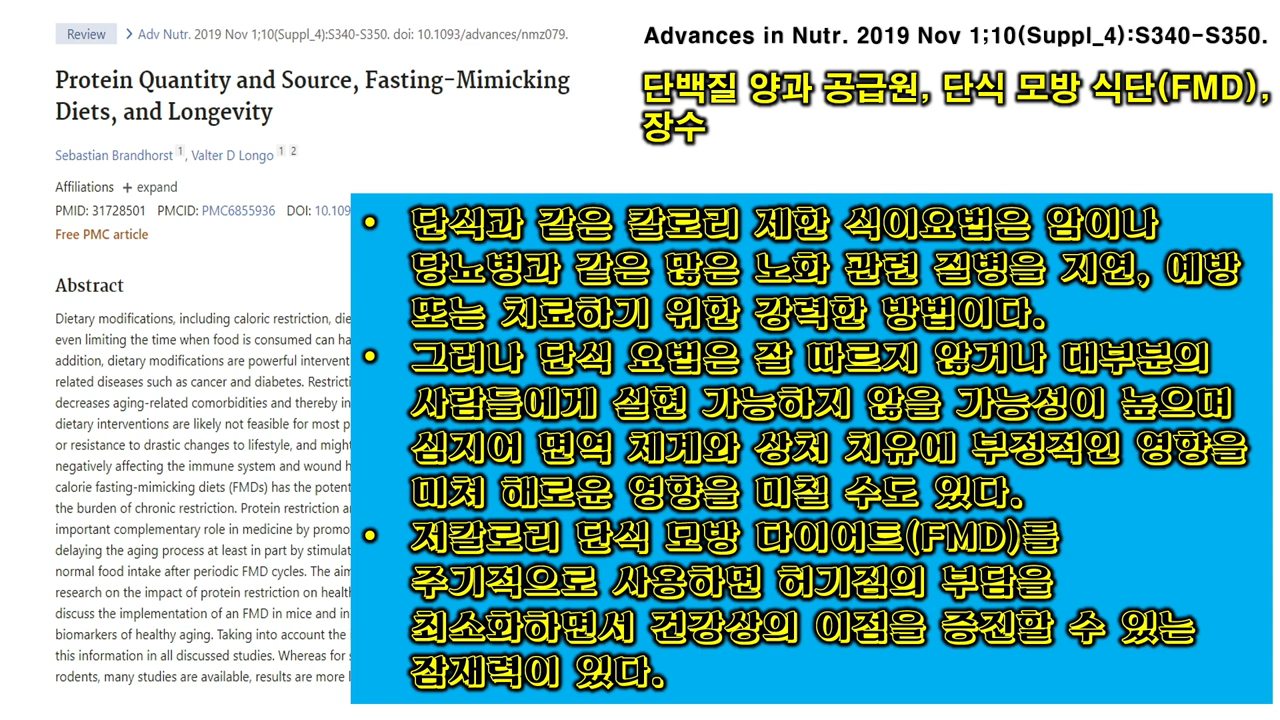 Review
Adv Nutr. 2019 Nov 1;10(Suppl_4):S340-S350. doi: 10.1093/advances/nmz079.
Protein Quantity and Source, Fasting-Mimicking
Diets, and Longevity
Sebastian Brandhorst 1, Valter D Longo 1 2
Affiliations + expand
PMID: 31728501 PMCID: PMC6855936 DOI: 10.109
Free PMC article
Abstract
Dietary modifications, including caloric restriction, die
even limiting the time when food is consumed can ha
addition, dietary modifications are powerful intervent
related diseases such as cancer and diabetes. Restricti
decreases aging-related comorbidities and thereby in
dietary interventions are likely not feasible for most p
or resistance to drastic changes to lifestyle, and might
negatively affecting the immune system and wound h
calorie fasting-mimicking diets (FMDs) has the potent
the burden of chronic restriction. Protein restriction ar
important complementary role in medicine by promo
delaying the aging process at least in part by stimulat
normal food intake after periodic FMD cycles. The aim
research on the impact of protein restriction on health
discuss the implementation of an FMD in mice and in
biomarkers of healthy aging. Taking into account the
this information in all discussed studies. Whereas for s
rodents, many studies are available, results are more l
Advances in Nutr. 2019 Nov 1;10(Suppl_4):S340-S350.
단백질 양과 공급원, 단식 모방 식단(FMD),
장수
• 단식과 같은 칼로리 제한 식이요법은 암이나
당뇨병과 같은 많은 노화 관련 질병을 지연, 예방
또는 치료하기 위한 강력한 방법이다.
• 그러나 단식 요법은 잘 따르지 않거나 대부분의
사람들에게 실현 가능하지 않을 가능성이 높으며
심지어 면역 체계와 상처 치유에 부정적인 영향을
미쳐 해로운 영향을 미칠 수도 있다.
• 저칼로리 단식 모방 다이어트(FMD)를
주기적으로 사용하면 허기짐의 부담을
최소화하면서 건강상의 이점을 증진할 수 있는
잠재력이 있다.